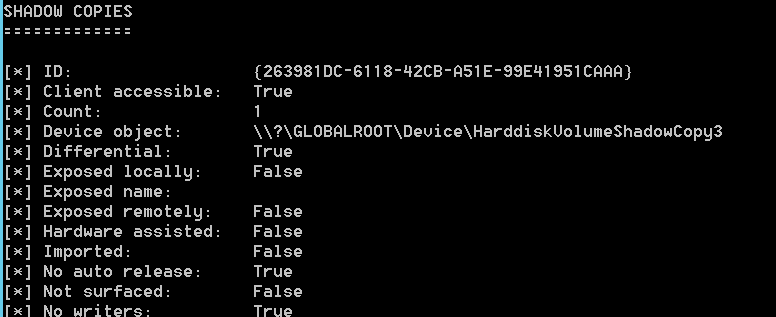 SHADOW COPIES
-------------
[*] ID: {263981DC-6118-42CB-A51E-99E41951CAAA}
[*] Client accessible: True
[*] Count: 1
[*] Device object: \\?\GLOBALROOT\Device\HarddiskVolumeShadowCopy3
[*] Differential: True
[*] Exposed locally: False
[*] Exposed name:
[*] Exposed remotely: False
[*] Hardware assisted: False
[*] Imported: False
[*] No auto release: True
[*] Not surfaced: False
[*] No writers: True